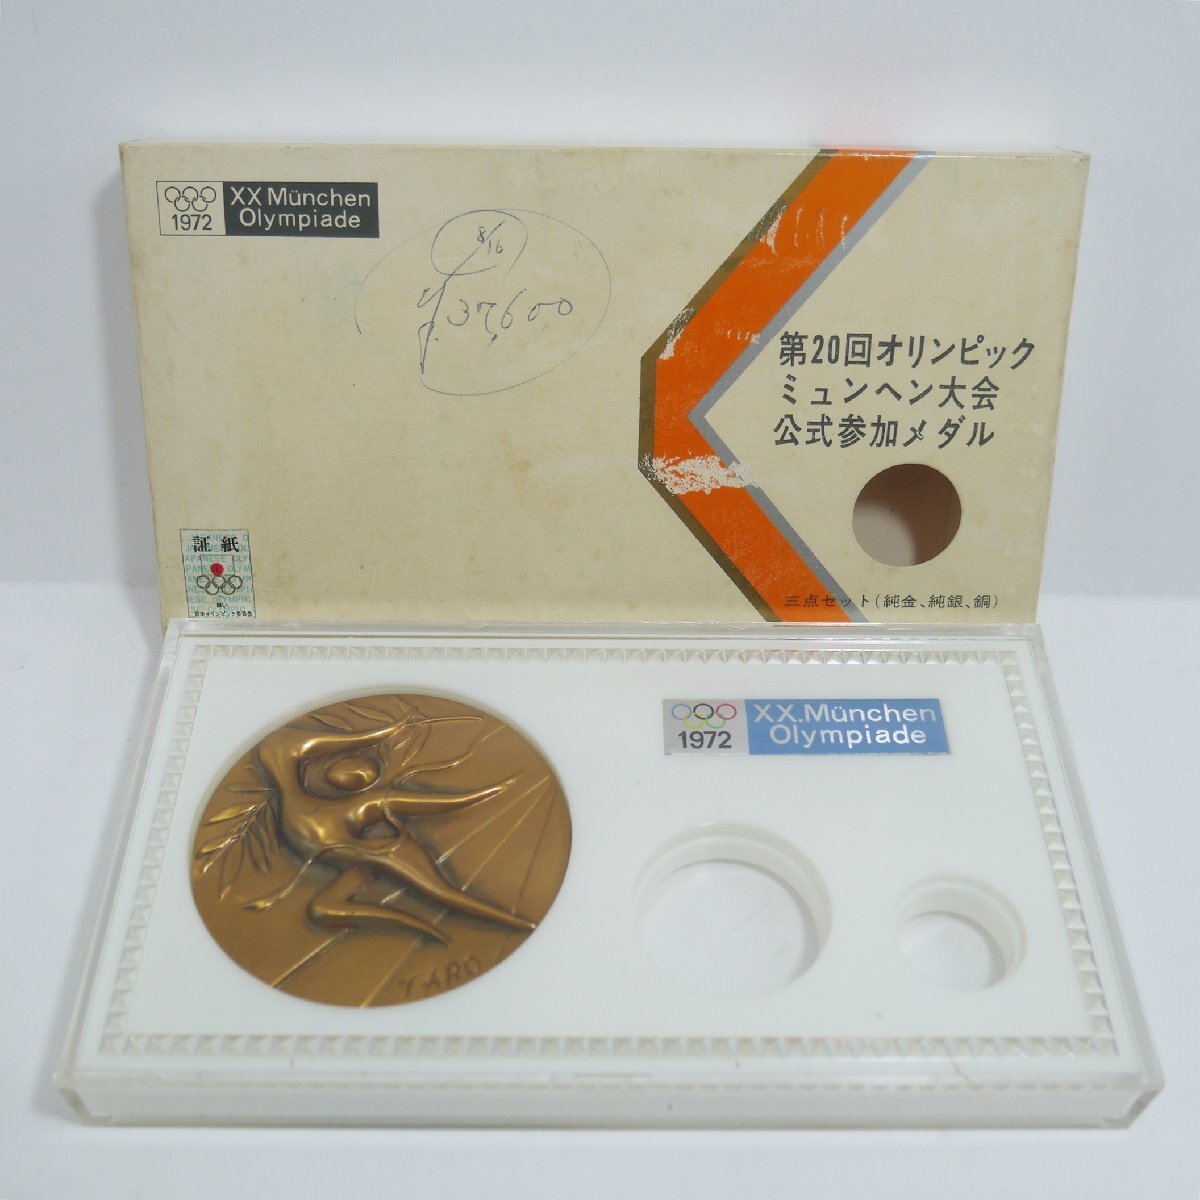 XX München
1972 Olympiade
8/16
37,600
第20回オリンピック
ミュンヘン大会
公式参加メダル
証紙
三点セット(純金、純銀、銅)
XX.München
1972 Olympiade
TARO